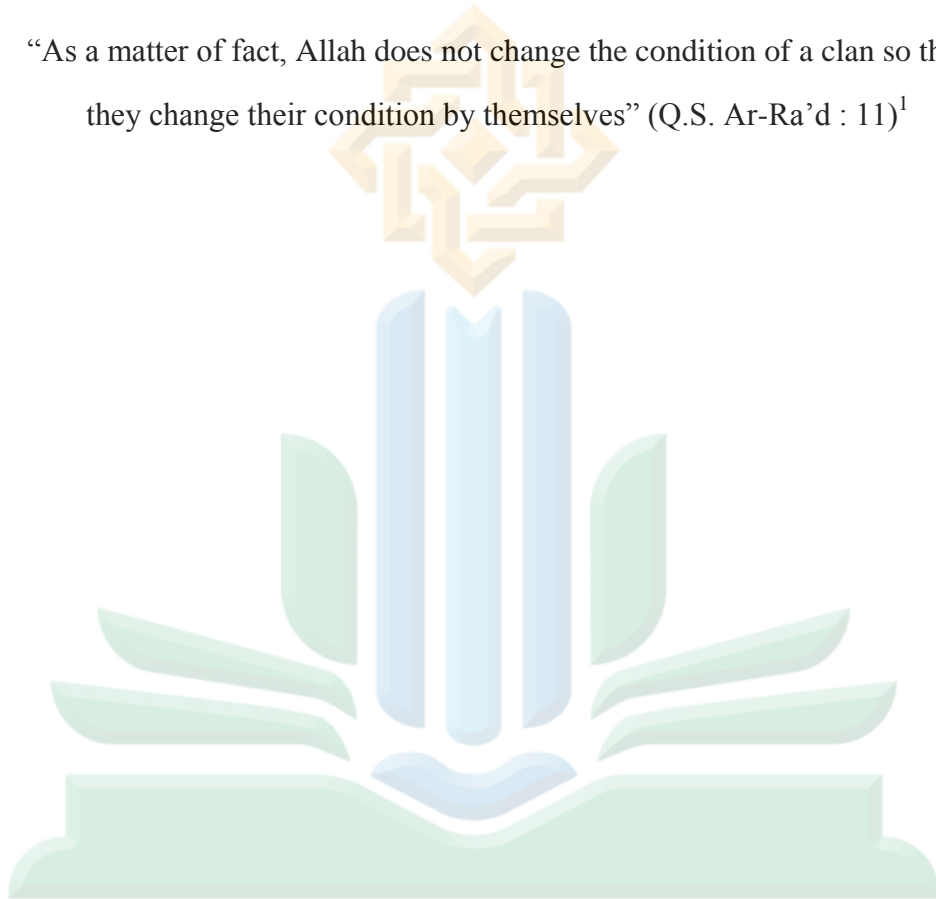 “As a matter of fact, Allah does not change the condition of a clan so
they change their condition by themselves” (Q.S. Ar-Ra’d : 11)1